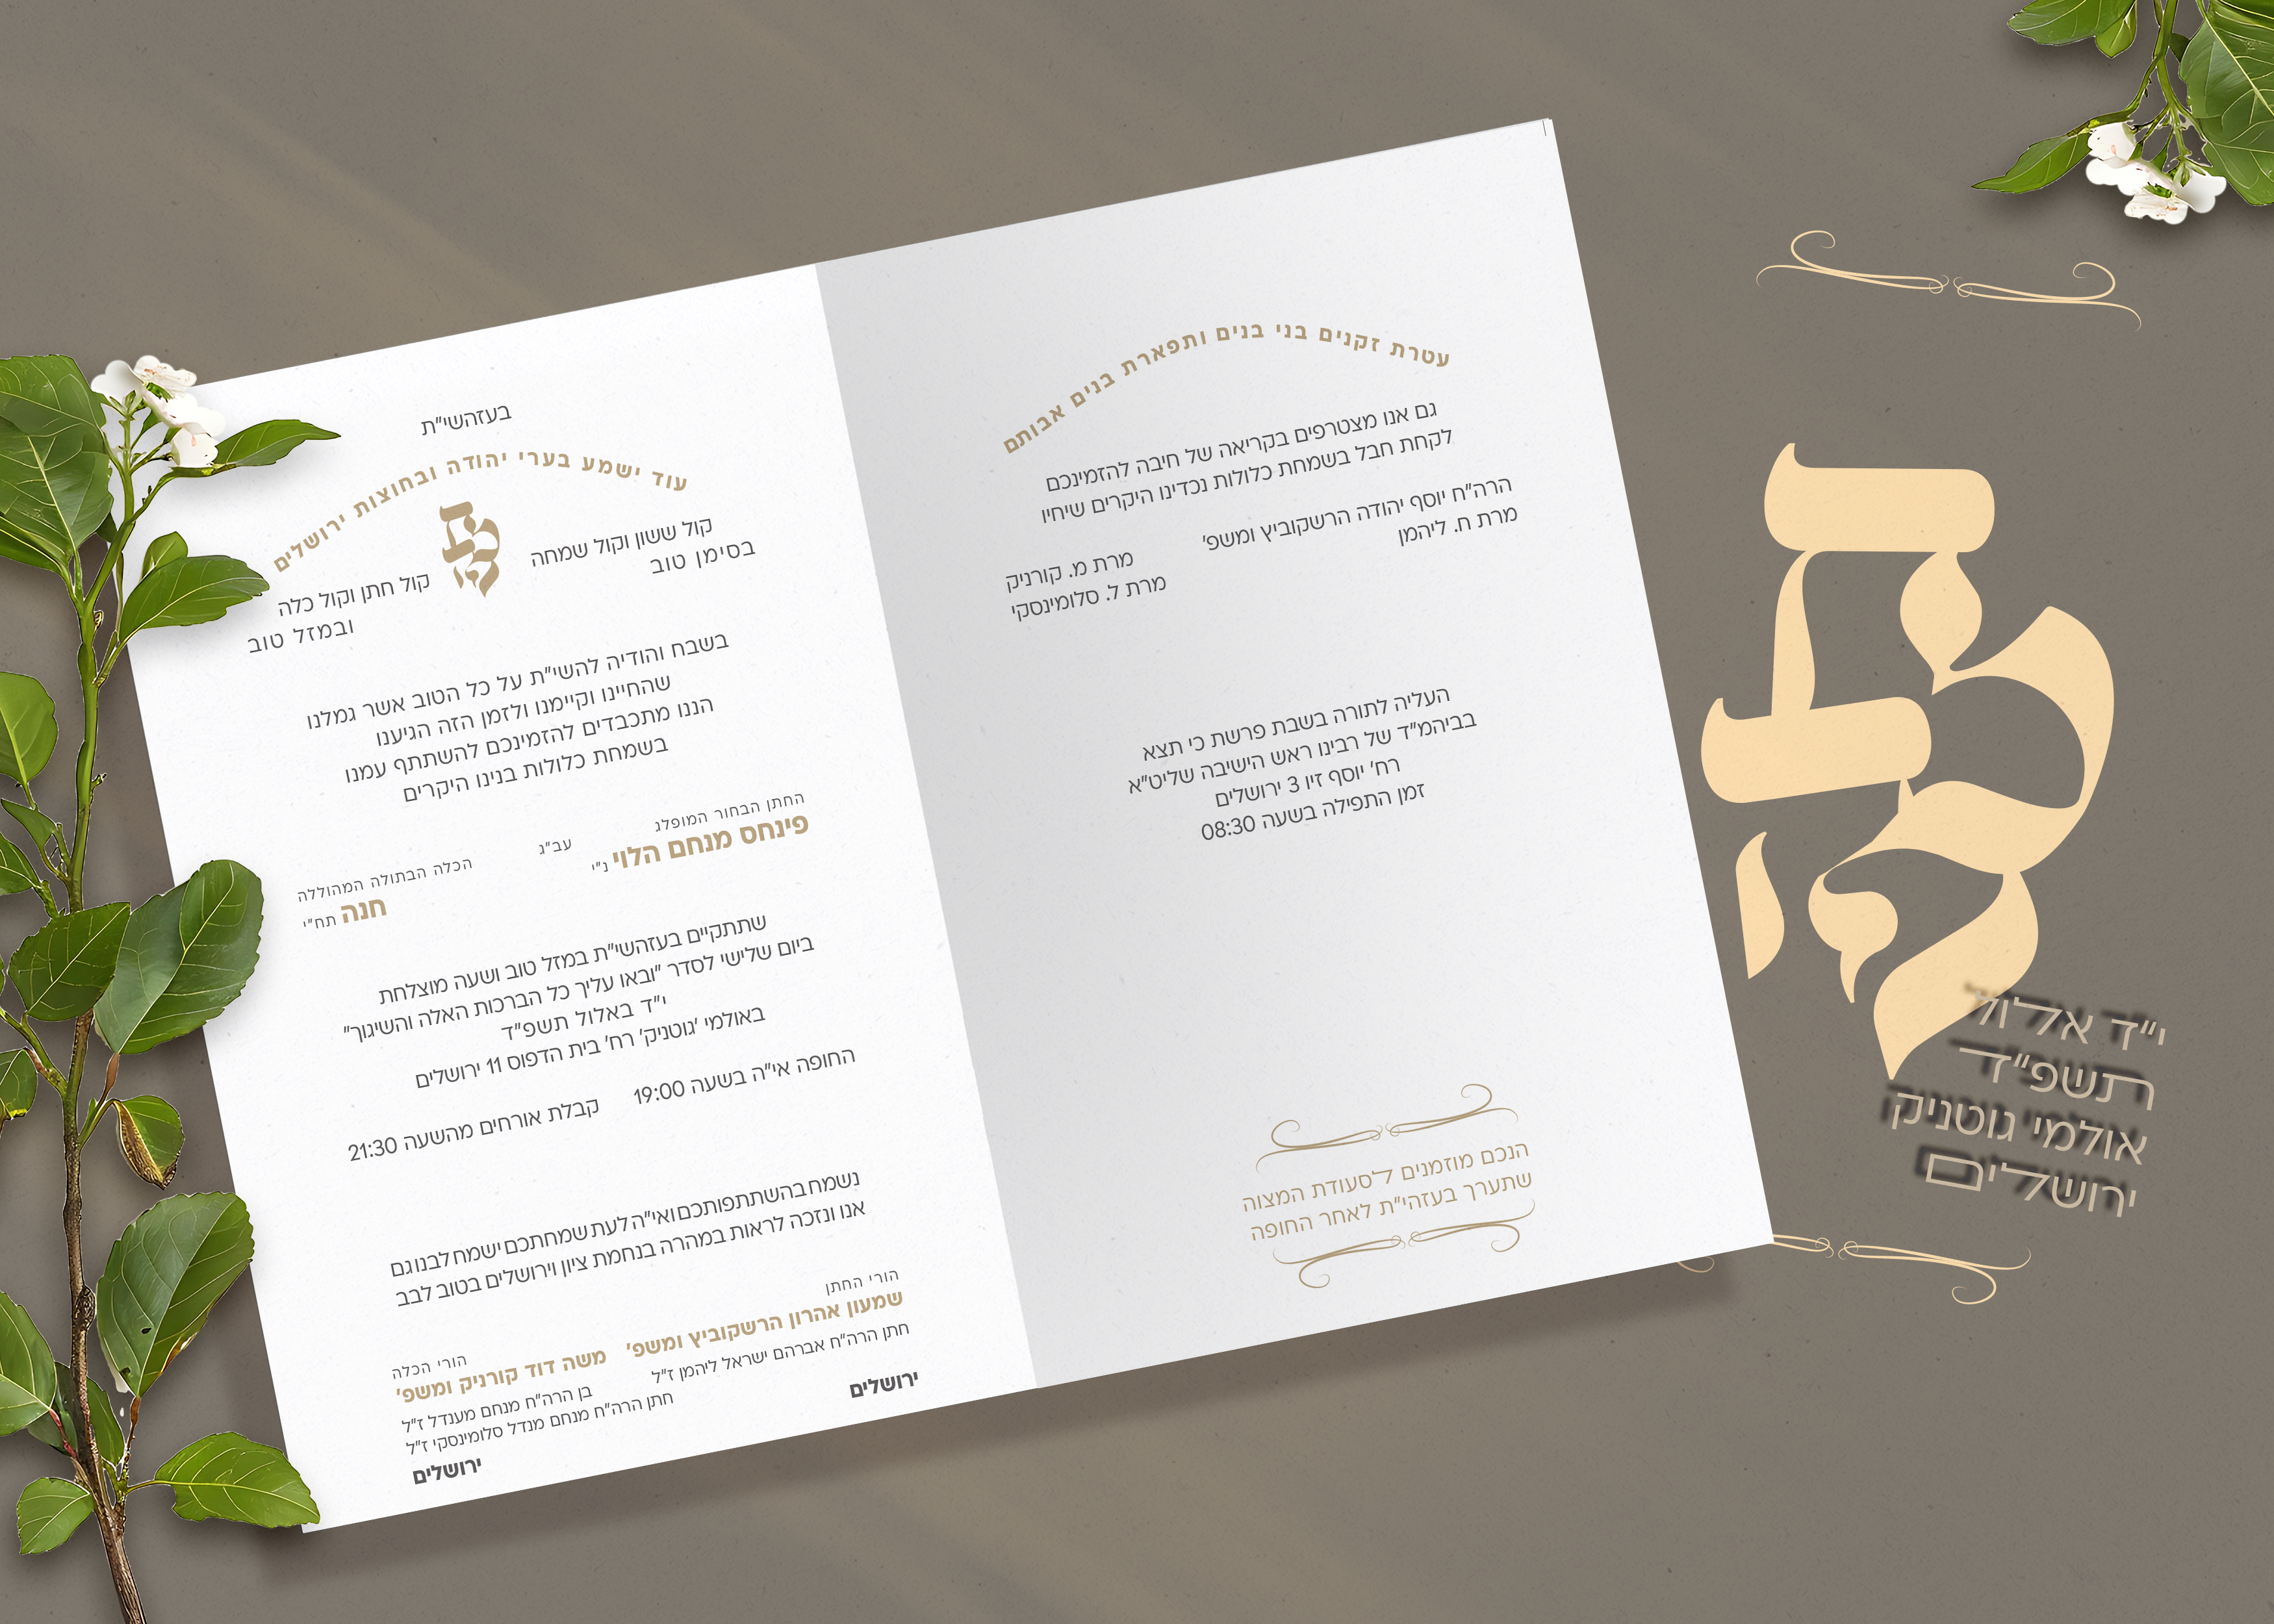 בעזהשי״ת
עוד ישמע בערי יהודה ובחוצות ירושלים
קול ששון וקול שמחה
בסימן טוב
קול חתן וקול כלה
ובמזל טוב
בשבח והודיה להשי״ת על כל הטוב אשר גמלנו
שהחיינו וקיימנו ולזמן הזה הגיענו
הננו מתכבדים להזמינכם להשתתף עמנו
בשמחת כלולות בנינו היקרים
החתן הבחור המופלג
פינחס מנחם הלוי נ״י
עב״ג
הכלה הבתולה המהוללה
חנה תח״י
שתתקיים בעזהשי״ת במזל טוב ושעה מוצלחת
ביום שלישי לסדר ״ובאו עליך כל הברכות האלה והשיגוך״
י״ד באלול תשפ״ד
באולמי ׳גוטניק׳ רח׳ בית הדפוס 11 ירושלים
החופה אי״ה בשעה 19:00
קבלת אורחים מהשעה 21:30
נשמח בהשתתפותכם ואי״ה לעת שמחתכם ישמח לבנו גם
אנו ונזכה לראות במהרה בנחמת ציון וירושלים בטוב לבב
הורי החתן
שמעון אהרון הרשקוביץ ומשפ׳
חתן הרה״ח אברהם ישראל ליהמן ז״ל
ירושלים
הורי הכלה
משה דוד קורניק ומשפ׳
בן הרה״ח מנחם מענדל ז״ל
חתן הרה״ח מנחם מנדל סלומינסקי ז״ל
ירושלים
עטרת זקנים בני בנים ותפארת בנים אבותם
גם אנו מצטרפים בקריאה של חיבה להזמינכם
לקחת חבל בשמחת כלולות נכדינו היקרים שיחיו
הרה״ח יוסף יהודה הרשקוביץ ומשפ׳
מרת ח. ליהמן
מרת מ. קורניק
מרת ל. סלומינסקי
העליה לתורה בשבת פרשת כי תצא
בביהמ״ד של רבינו ראש הישיבה שליט״א
רח׳ יוסף זיו 3 ירושלים
זמן התפילה בשעה 08:30
הנכם מוזמנים לסעודת המצוה
שתערך בעזהי״ת לאחר החופה
י״ד אלול
תשפ״ד
אולמי גוטניק
ירושלים